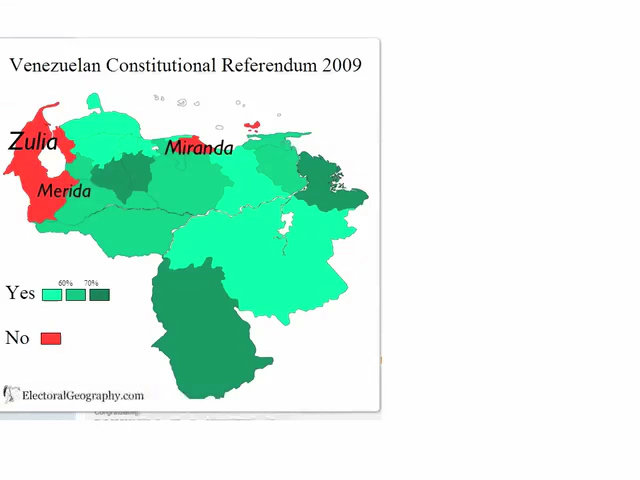 Venezuelan Constitutional Referendum 2009
Zulia
Miranda
Merida
60% 70%
Yes
No
ElectoralGeography.com